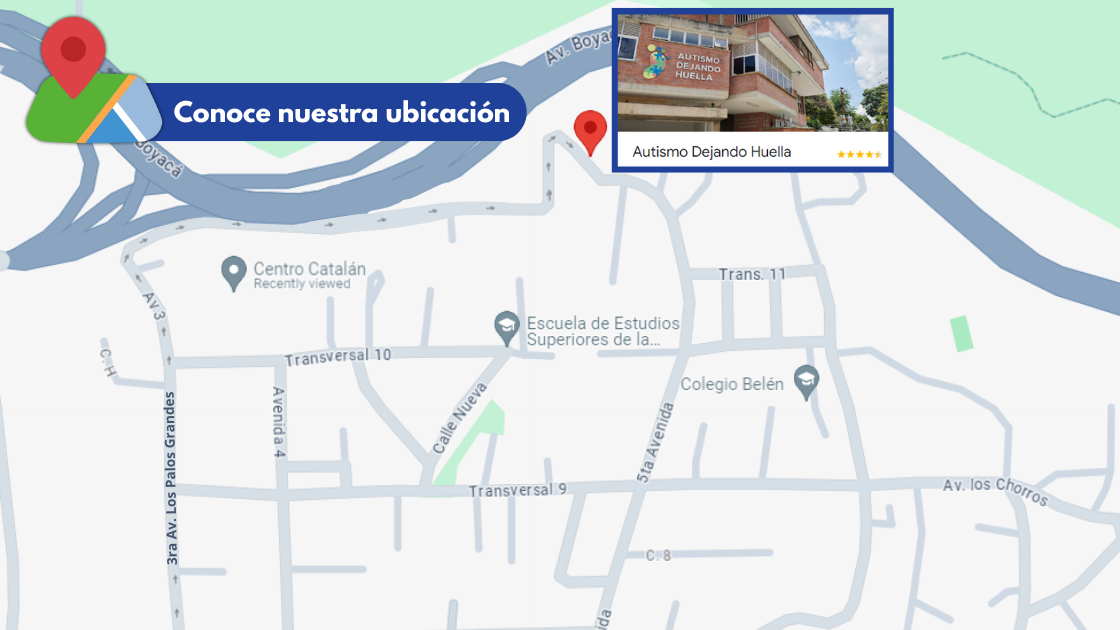 Conoce nuestra ubicación
AUTISMO
DEJANDO
HUELLA
Autismo Dejando Huella
Av. Boya
Boyacá
Centro Catalán
Recently viewed
Av 3
C. H
Trans. 11
Escuela de Estudios
Superiores de la...
Transversal 10
Colegio Belén
Calle Nueva
Avenida 4
3ra Av. Los Palos Grandes
5ta Avenida
Transversal 9
Av. los Chorros
C. 8
da